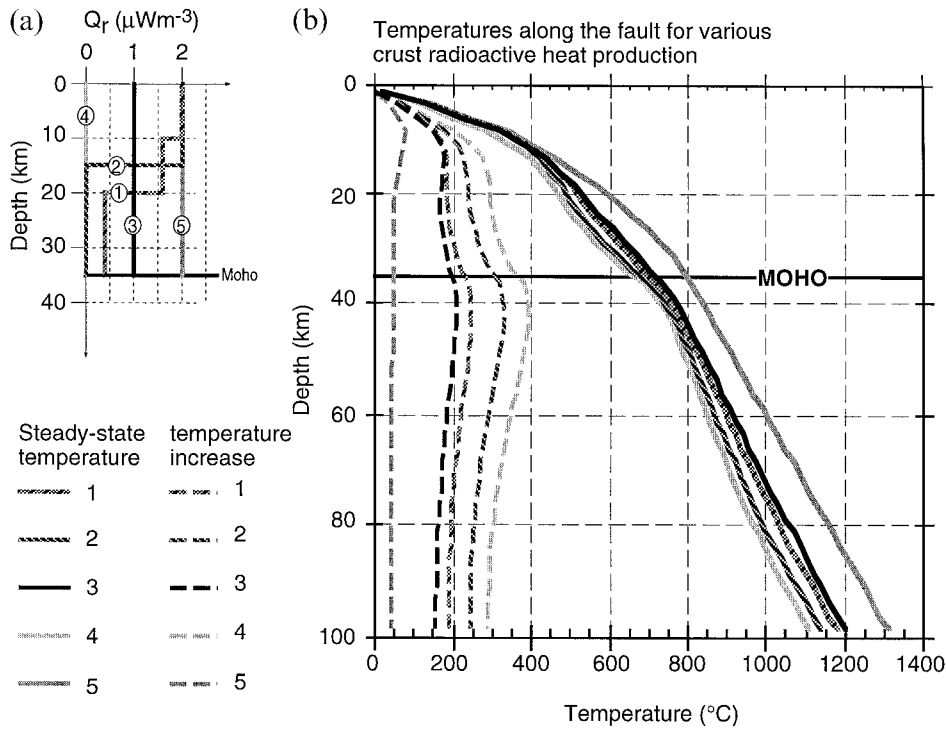 (a)
Qr (μWm-3)
0 1 2
0
10
20
30
40
Depth (km)
4
2
1
3
5
Moho
Steady-state
temperature
temperature
increase
1 1
2 2
3 3
4 4
5 5
(b)
Temperatures along the fault for various
crust radioactive heat production
0
20
40
60
80
100
Depth (km)
MOHO
0 200 400 600 800 1000 1200 1400
Temperature (°C)